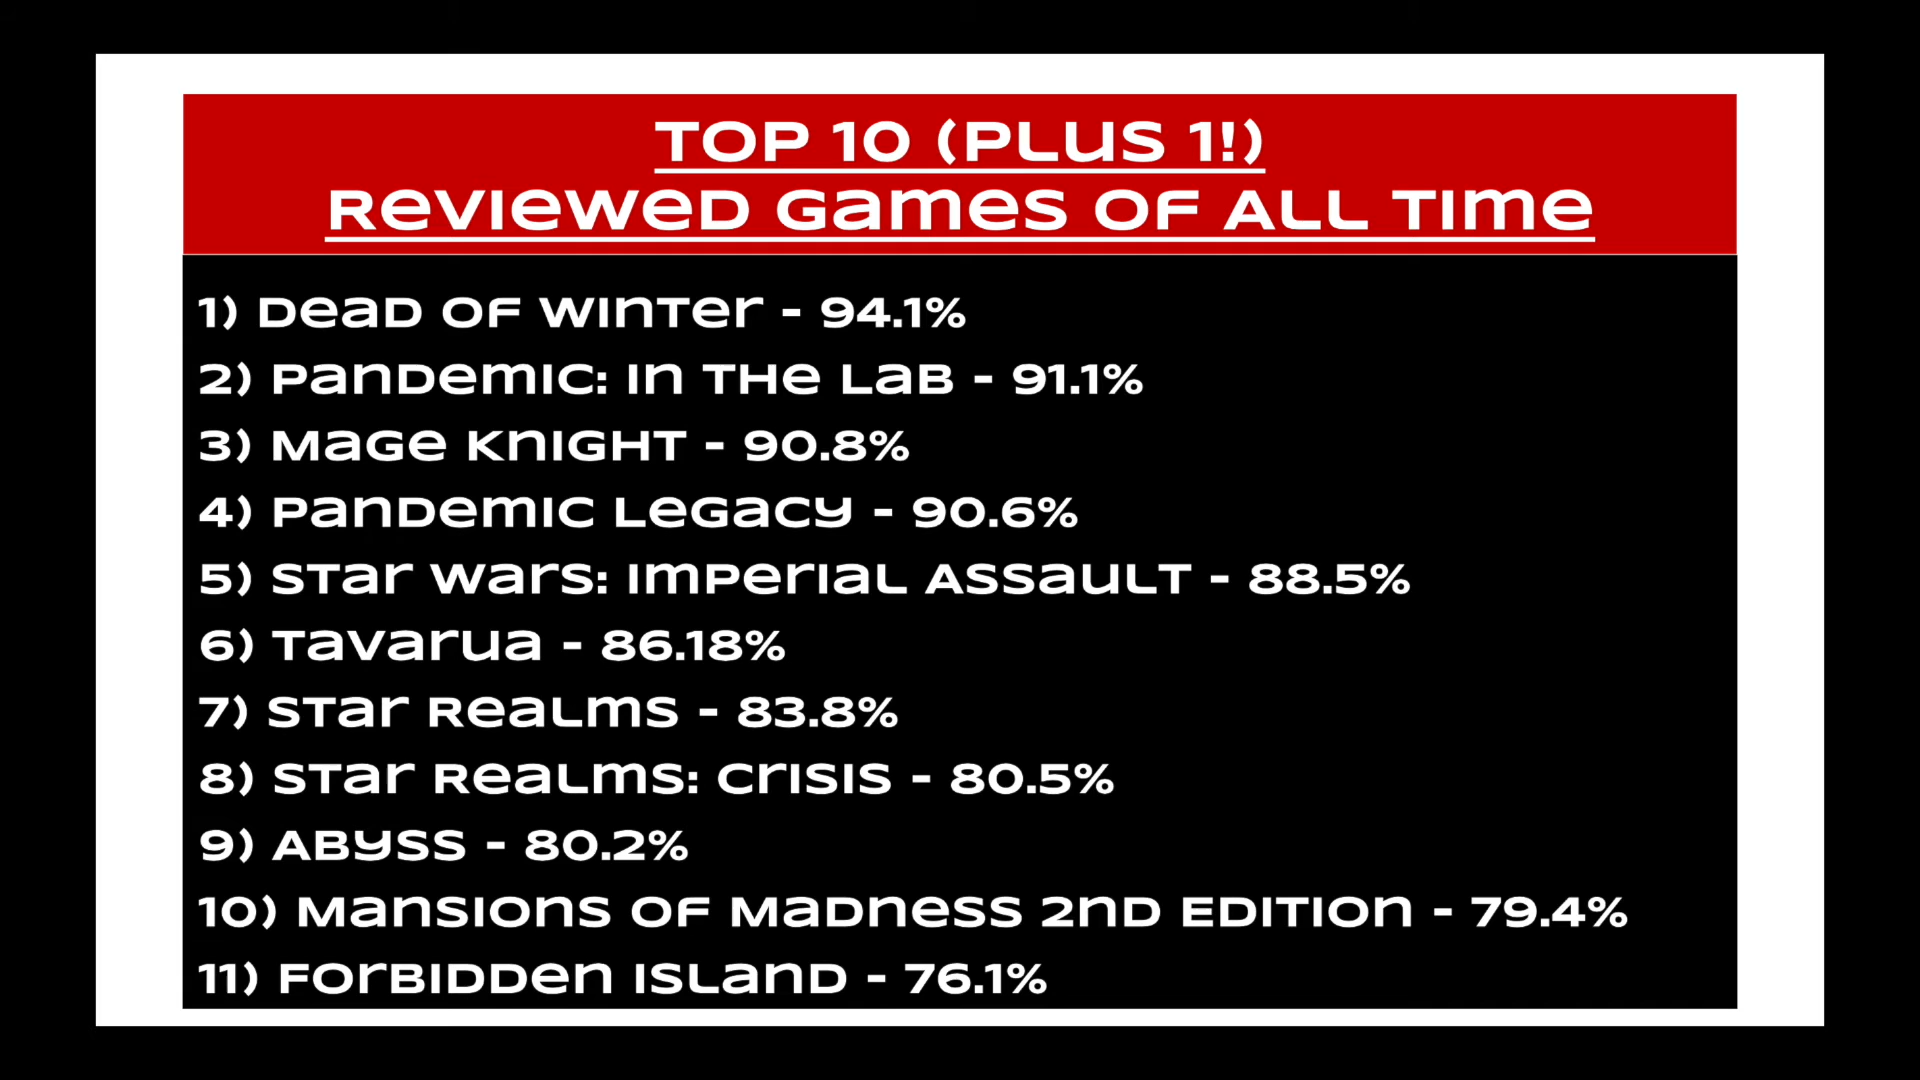 TOP 10 (PLUS 1!)
REVIEWED GAMES OF ALL TIME
1) DEAD OF WINTER - 94.1%
2) PANDEMIC: IN THE LAB - 91.1%
3) MAGE KNIGHT - 90.8%
4) PANDEMIC LEGACY - 90.6%
5) STAR WARS: IMPERIAL ASSAULT - 88.5%
6) TAVARUA - 86.18%
7) STAR REALMS - 83.8%
8) STAR REALMS: CRISIS - 80.5%
9) ABYSS - 80.2%
10) MANSIONS OF MADNESS 2ND EDITION - 79.4%
11) FORBIDDEN ISLAND - 76.1%